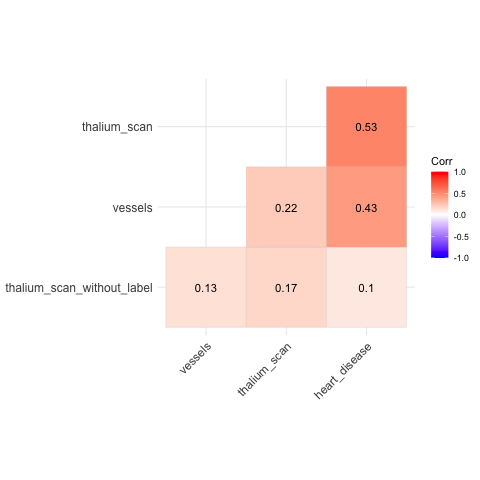 thalium_scan
0.53
Corr
1.0
0.5
0.0
-0.5
-1.0
vessels
0.22
0.43
thalium_scan_without_label
0.13
0.17
0.1
vessels
thalium_scan
heart_disease